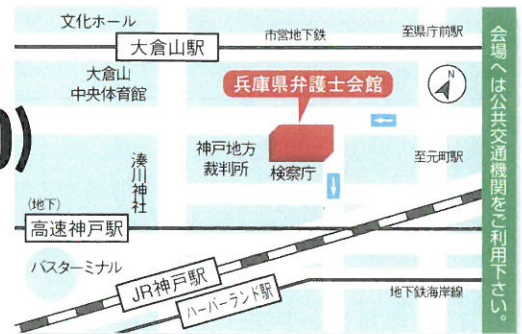 文化ホール
大倉山駅
市営地下鉄
至県庁前駅
大倉山
中央体育館
兵庫県弁護士会館
N
神戸地方
裁判所
検察庁
至元町駅
湊川神社
(地下)
高速神戸駅
バスターミナル
JR神戸駅
ハーバーランド駅
地下鉄海岸線
会場へは公共交通機関をご利用下さい。
)